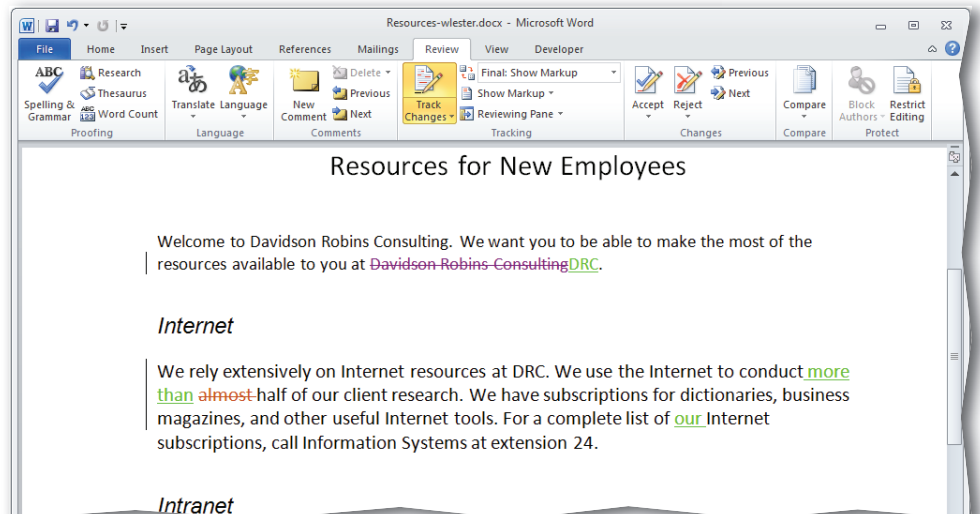 Resources-wlester.docx - Microsoft Word
File Home Insert Page Layout References Mailings Review View Developer
ABC Spelling & Grammar
Research
Thesaurus
ABC 123 Word Count
Proofing
Translate Language
Language
New Comment
Delete
Previous
Next
Comments
Track Changes
Final: Show Markup
Show Markup
Reviewing Pane
Tracking
Accept Reject
Previous
Next
Changes
Compare
Compare
Block Authors Restrict Editing
Protect
Resources for New Employees
Welcome to Davidson Robins Consulting. We want you to be able to make the most of the
resources available to you at Davidson Robins ConsultingDRC.
Internet
We rely extensively on Internet resources at DRC. We use the Internet to conduct more
than almost half of our client research. We have subscriptions for dictionaries, business
magazines, and other useful Internet tools. For a complete list of our Internet
subscriptions, call Information Systems at extension 24.
Intranet